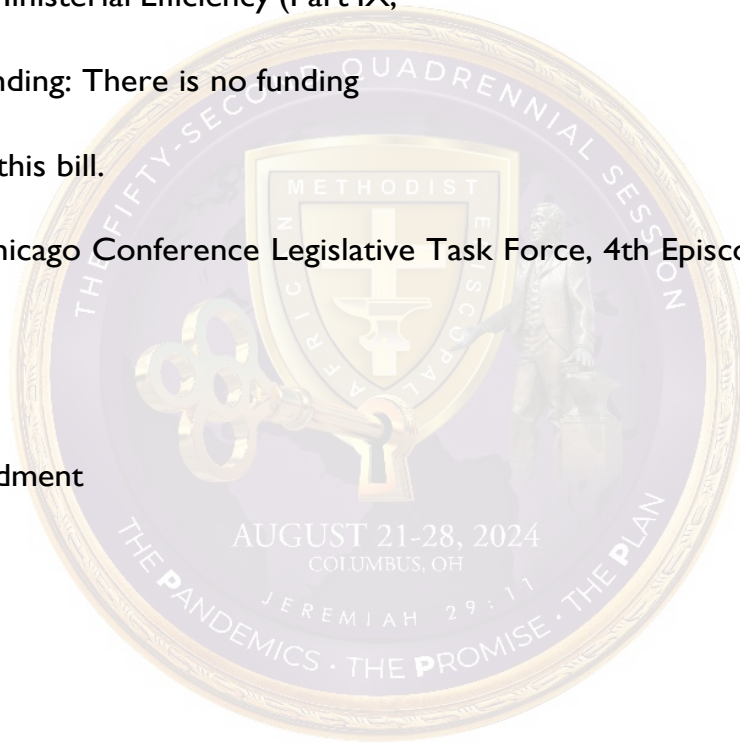 Ministerial Efficiency (Part IX,
nding: There is no funding
this bill.
hicago Conference Legislative Task Force, 4th Episco
dment
THE FIFTY-SECOND QUADRENNIAL SESSION
AFRICAN METHODIST EPISCOPAL
AUGUST 21-28, 2024
COLUMBUS, OH
JEREMIAH 29:11
THE PANDEMICS · THE PROMISE · THE PLAN